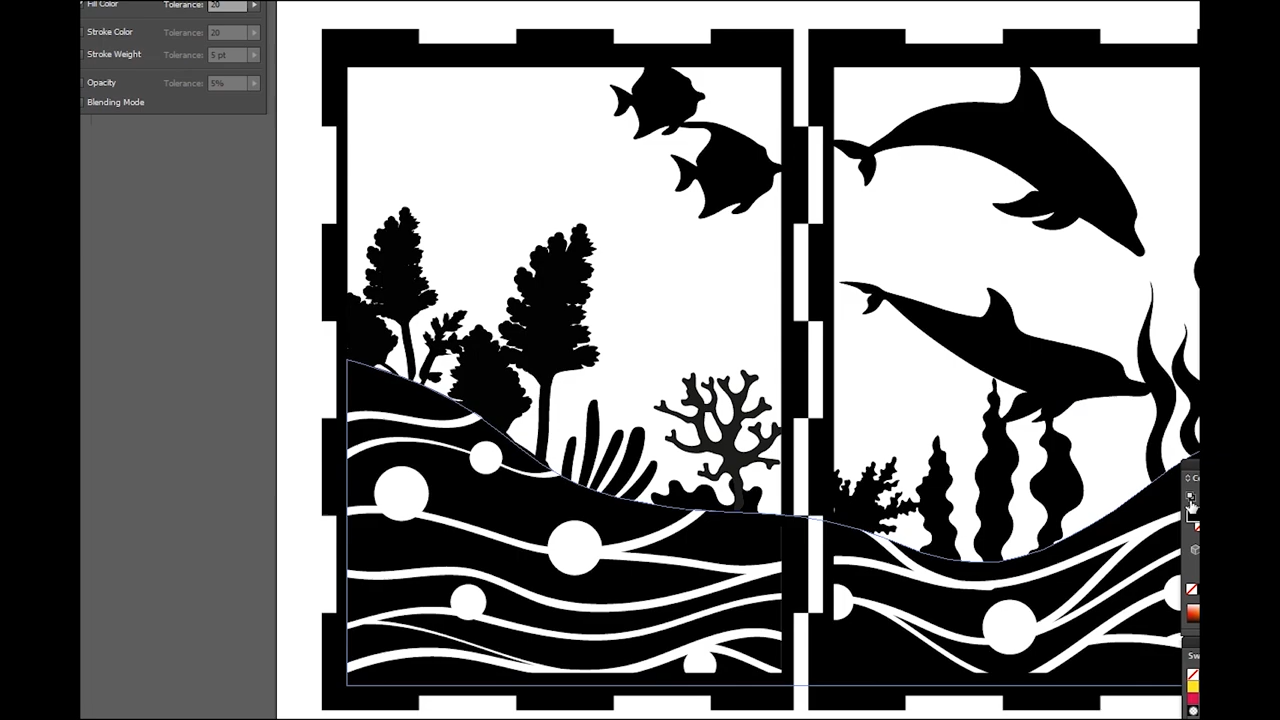 Fill Color Tolerance: 20
Stroke Color Tolerance: 20
Stroke Weight Tolerance: 5 pt
Opacity Tolerance: 5%
Blending Mode